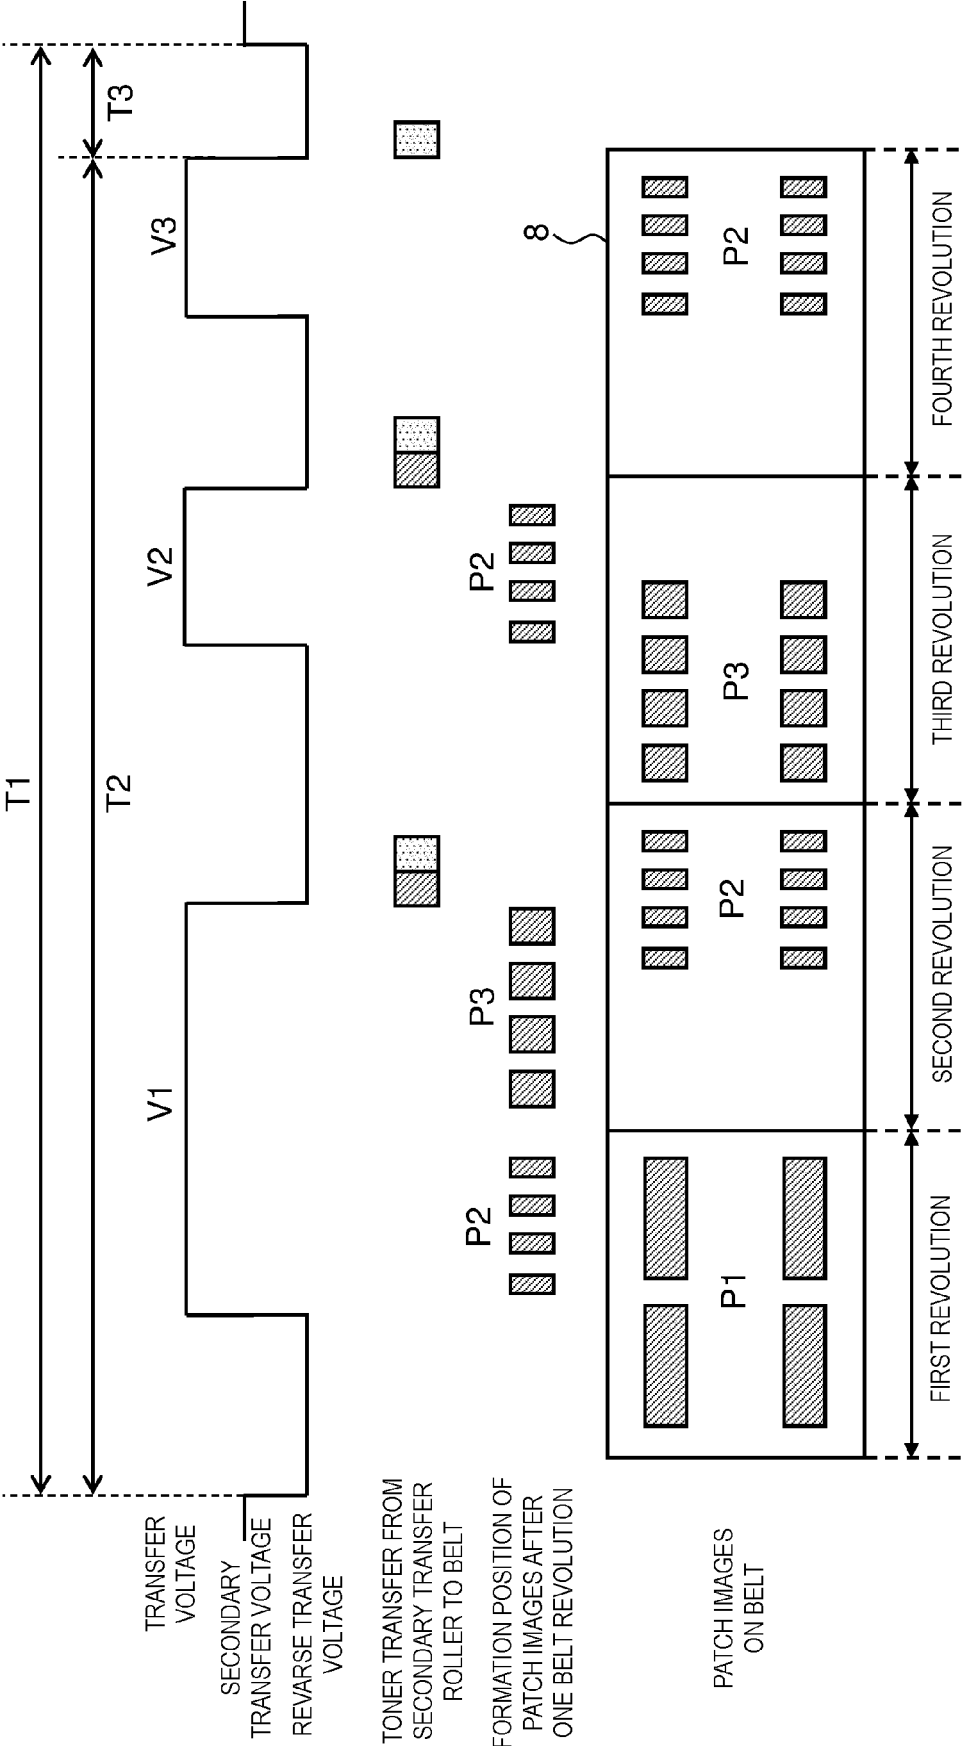 T1
T2
T3
TRANSFER
VOLTAGE
V1
V2
V3
SECONDARY
TRANSFER VOLTAGE
REVARSE TRANSFER
VOLTAGE
TONER TRANSFER FROM
SECONDARY TRANSFER
ROLLER TO BELT
FORMATION POSITION OF
PATCH IMAGES AFTER
ONE BELT REVOLUTION
P2
P3
P2
8
PATCH IMAGES
ON BELT
P1
P2
P3
P2
FIRST REVOLUTION
SECOND REVOLUTION
THIRD REVOLUTION
FOURTH REVOLUTION